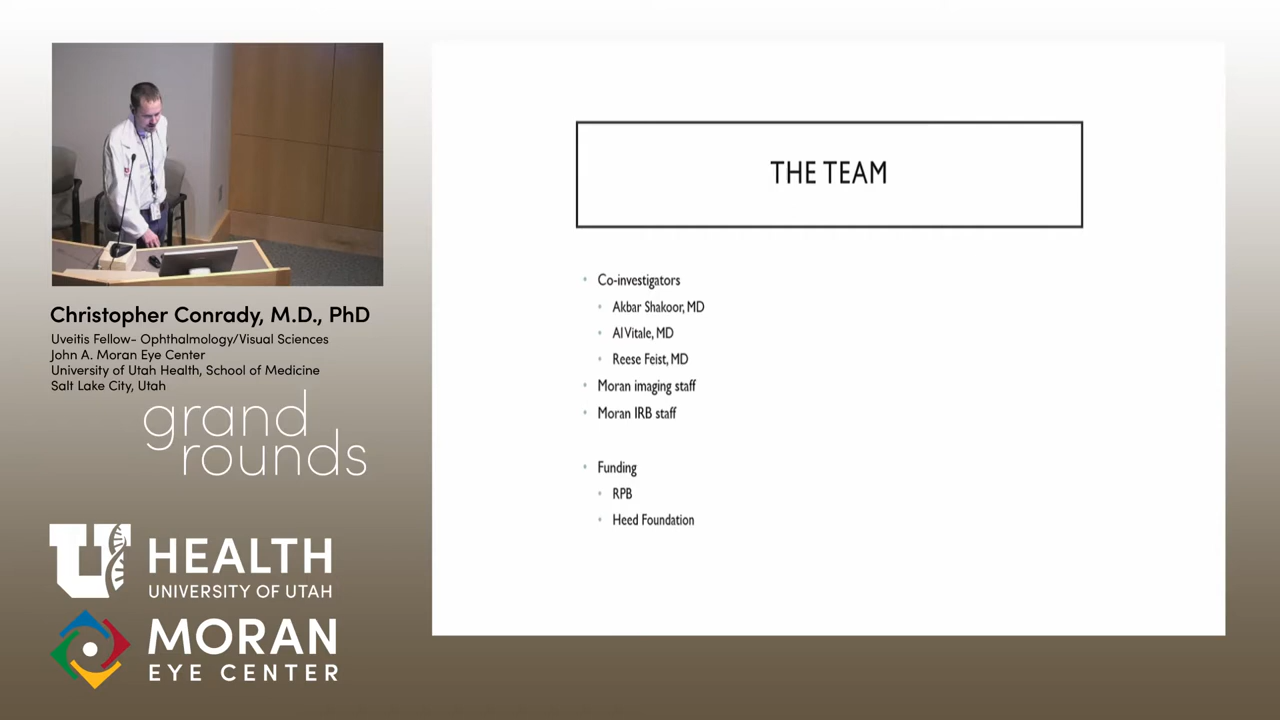 Christopher Conrady, M.D., PhD
Uveitis Fellow- Ophthalmology/Visual Sciences
John A. Moran Eye Center
University of Utah Health, School of Medicine
Salt Lake City, Utah
grand
rounds
U HEALTH
UNIVERSITY OF UTAH
MORAN
EYE CENTER
THE TEAM
• Co-investigators
• Akbar Shakoor, MD
• Al Vitale, MD
• Reese Feist, MD
• Moran imaging staff
• Moran IRB staff
• Funding
• RPB
• Heed Foundation